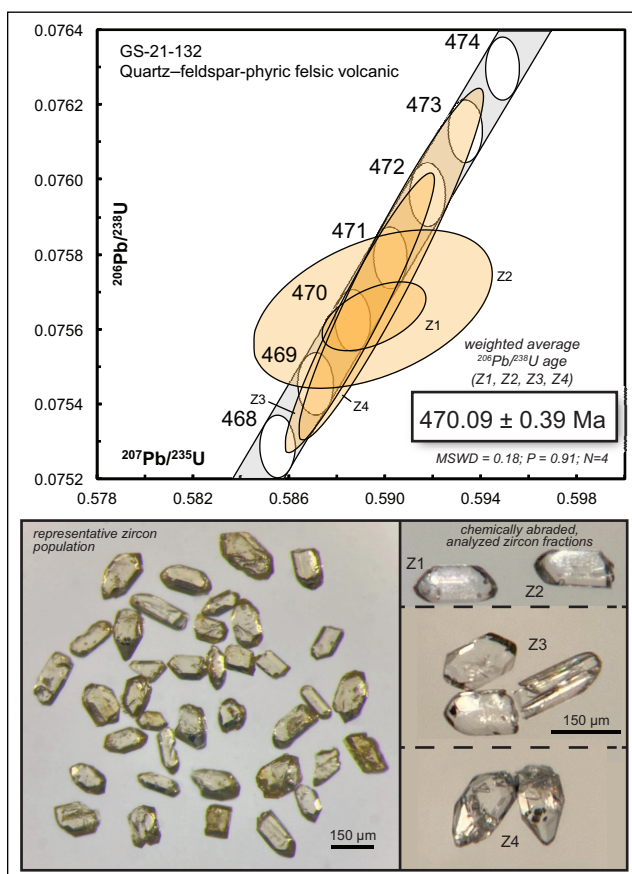 GS-21-132
Quartz–feldspar-phyric felsic volcanic
0.0764
0.0762
0.0760
0.0758
0.0756
0.0754
0.0752
²⁰⁶Pb/²³⁸U
474
473
472
471
470
469
468
Z2
Z1
Z3
Z4
weighted average
²⁰⁶Pb/²³⁸U age
(Z1, Z2, Z3, Z4)
470.09 ± 0.39 Ma
MSWD = 0.18; P = 0.91; N=4
²⁰⁷Pb/²³⁵U
0.578
0.582
0.586
0.590
0.594
0.598
representative zircon
population
150 µm
chemically abraded,
analyzed zircon fractions
Z1
Z2
Z3
150 µm
Z4